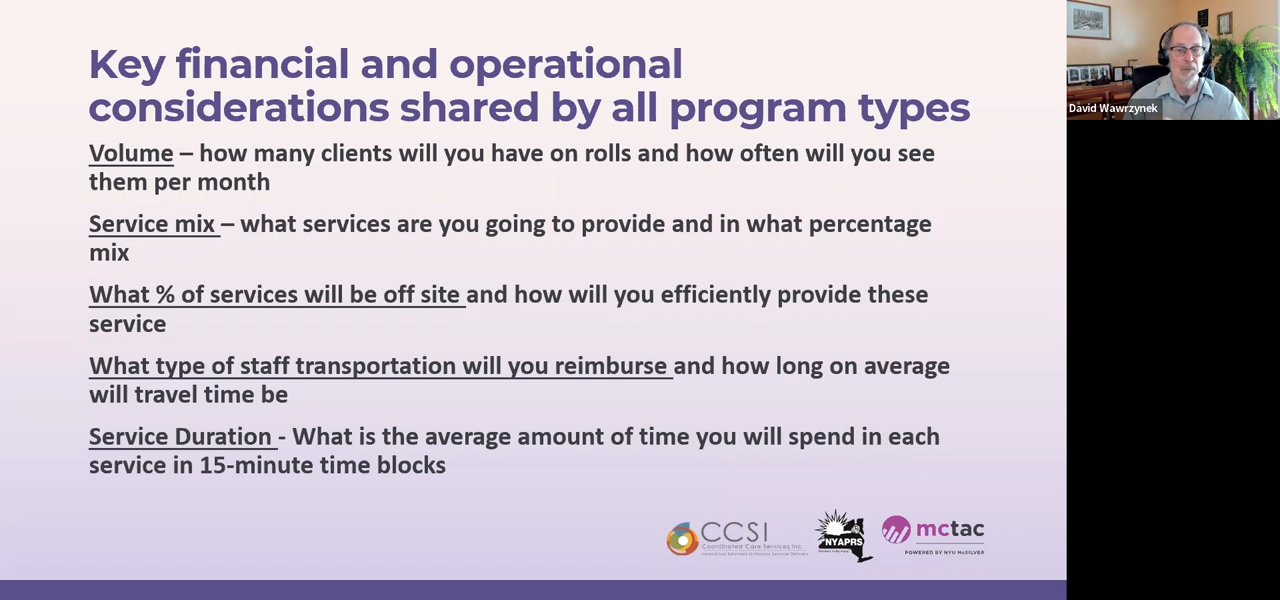 Key financial and operational
considerations shared by all program types
Volume – how many clients will you have on rolls and how often will you see
them per month
Service mix – what services are you going to provide and in what percentage
mix
What % of services will be off site and how will you efficiently provide these
service
What type of staff transportation will you reimburse and how long on average
will travel time be
Service Duration - What is the average amount of time you will spend in each
service in 15-minute time blocks
CCSI
Coordinated Care Services Inc.
NYAPRS
mctac
POWERED BY NYU McSILVER
David Wawrzynek